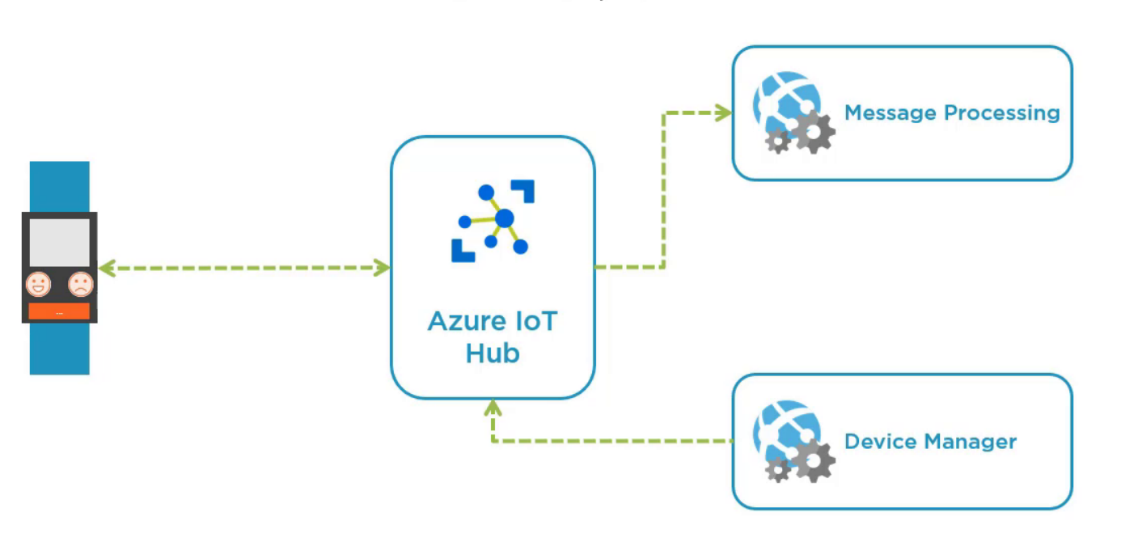 Message Processing
Azure IoT
Hub
Device Manager